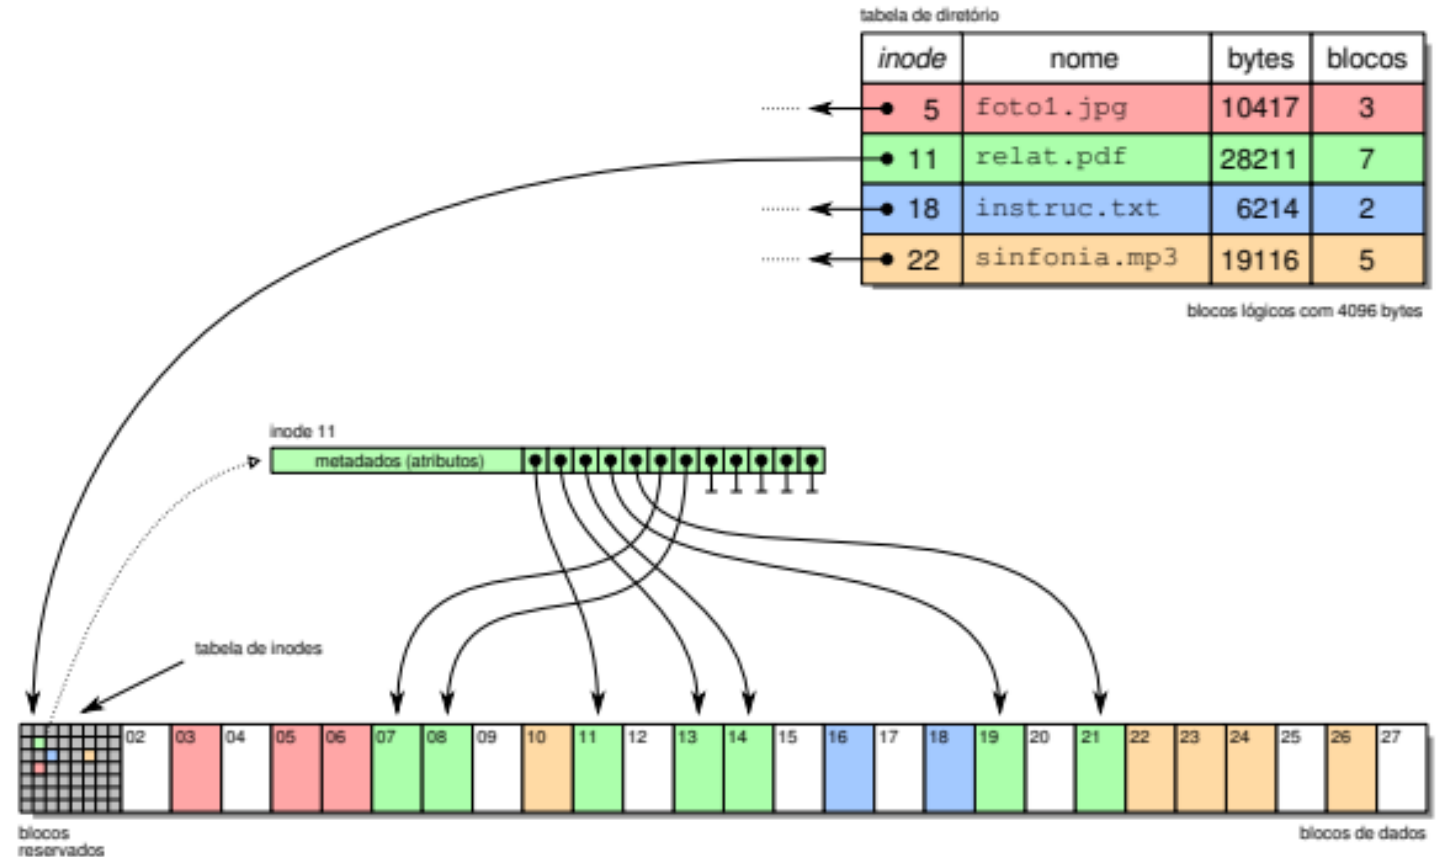 tabela de diretório
inode nome bytes blocos
5 foto1.jpg 10417 3
11 relat.pdf 28211 7
18 instruc.txt 6214 2
22 sinfonia.mp3 19116 5
blocos lógicos com 4096 bytes
inode 11
metadados (atributos)
tabela de inodes
02 03 04 05 06 07 08 09 10 11 12 13 14 15 16 17 18 19 20 21 22 23 24 25 26 27
blocos
reservados
blocos de dados